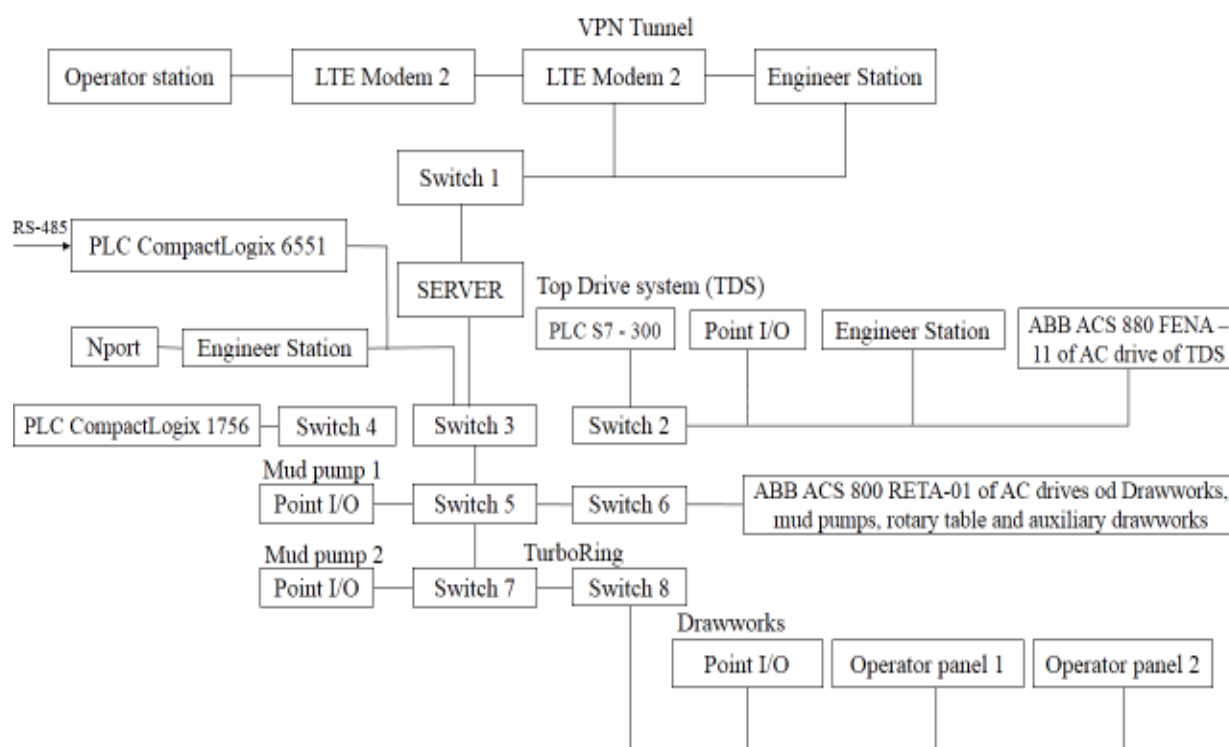 VPN Tunnel
Operator station
LTE Modem 2
LTE Modem 2
Engineer Station
Switch 1
RS-485
PLC CompactLogix 6551
SERVER
Top Drive system (TDS)
PLC S7 - 300
Point I/O
Engineer Station
ABB ACS 880 FENA –
11 of AC drive of TDS
Nport
Engineer Station
PLC CompactLogix 1756
Switch 4
Switch 3
Switch 2
Mud pump 1
Point I/O
Switch 5
Switch 6
ABB ACS 800 RETA-01 of AC drives od Drawworks,
mud pumps, rotary table and auxiliary drawworks
Mud pump 2
TurboRing
Point I/O
Switch 7
Switch 8
Drawworks
Point I/O
Operator panel 1
Operator panel 2